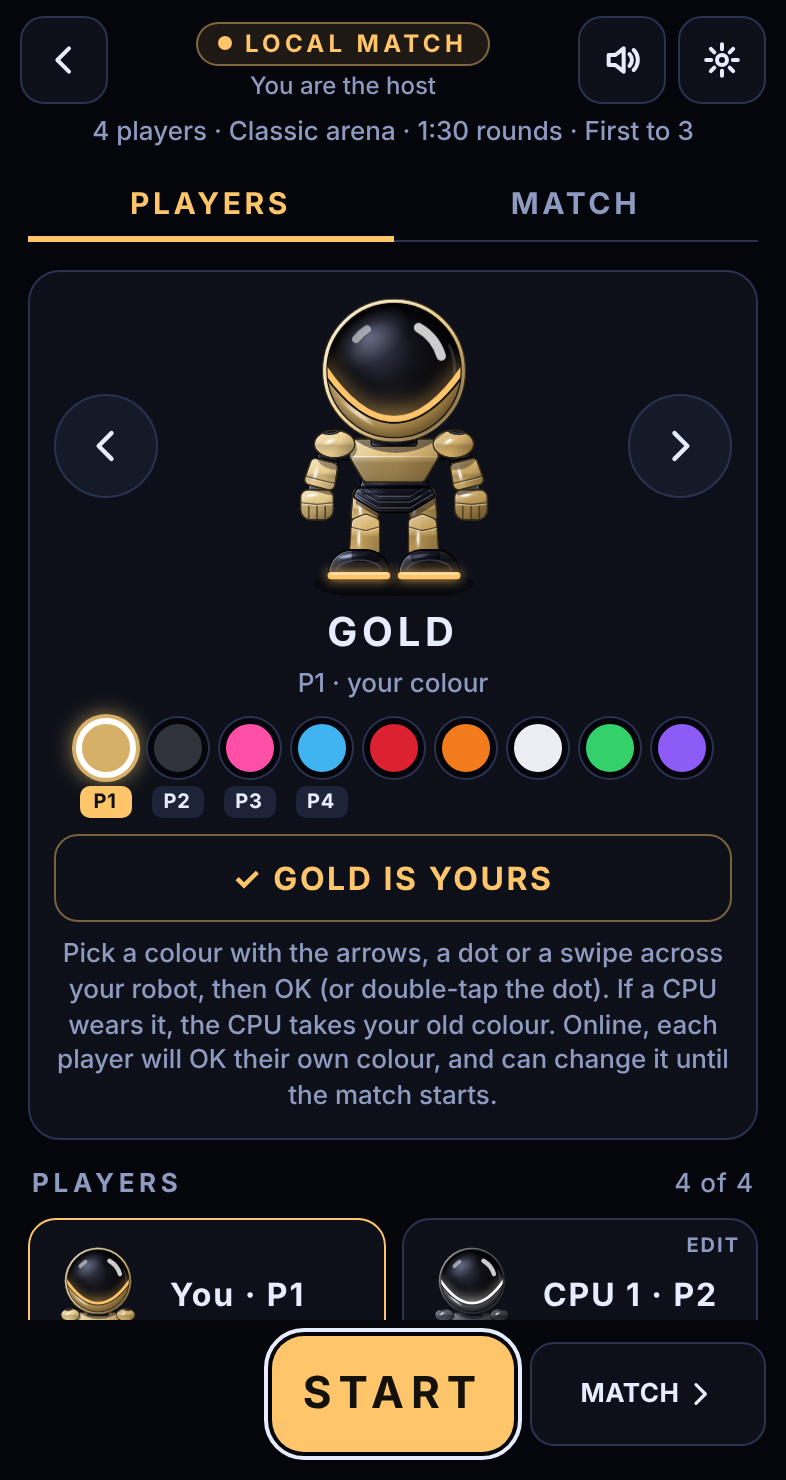 LOCAL MATCH
You are the host
4 players · Classic arena · 1:30 rounds · First to 3
PLAYERS
MATCH
GOLD
P1 · your colour
P1 P2 P3 P4
✓ GOLD IS YOURS
Pick a colour with the arrows, a dot or a swipe across
your robot, then OK (or double-tap the dot). If a CPU
wears it, the CPU takes your old colour. Online, each
player will OK their own colour, and can change it until
the match starts.
PLAYERS
4 of 4
You · P1
EDIT
CPU 1 · P2
START
MATCH